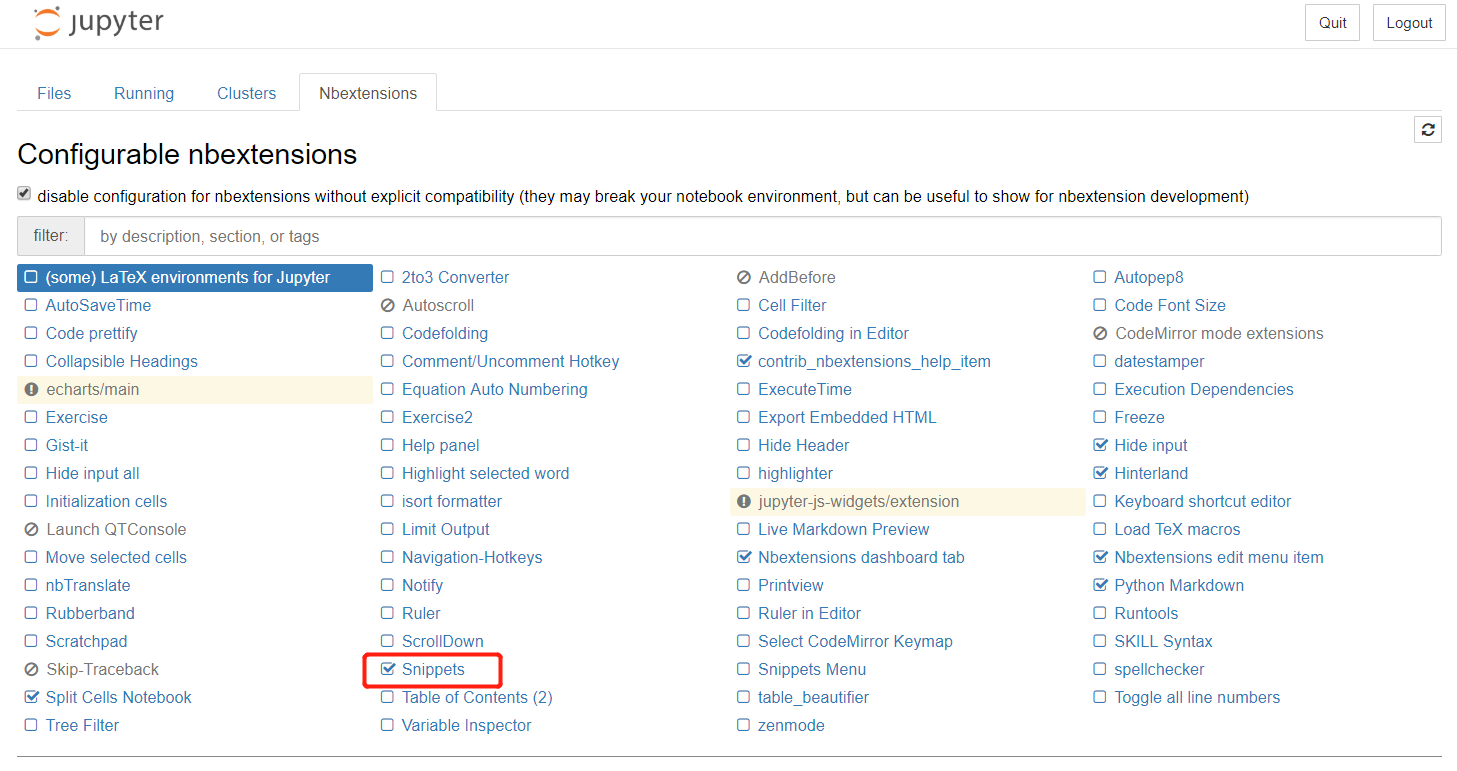 jupyter Quit Logout
Files Running Clusters Nbextensions
Configurable nbextensions
disable configuration for nbextensions without explicit compatibility (they may break your notebook environment, but can be useful to show for nbextension development)
filter: by description, section, or tags
(some) LaTeX environments for Jupyter 2to3 Converter AddBefore Autopep8
AutoSaveTime Autoscroll Cell Filter Code Font Size
Code prettify Codefolding Codefolding in Editor CodeMirror mode extensions
Collapsible Headings Comment/Uncomment Hotkey contrib_nbextensions_help_item datestamper
echarts/main Equation Auto Numbering ExecuteTime Execution Dependencies
Exercise Exercise2 Export Embedded HTML Freeze
Gist-it Help panel Hide Header Hide input
Hide input all Highlight selected word highlighter Hinterland
Initialization cells isort formatter jupyter-js-widgets/extension Keyboard shortcut editor
Launch QTConsole Limit Output Live Markdown Preview Load TeX macros
Move selected cells Navigation-Hotkeys Nbextensions dashboard tab Nbextensions edit menu item
nbTranslate Notify Printview Python Markdown
Rubberband Ruler Ruler in Editor Runtools
Scratchpad ScrollDown Select CodeMirror Keymap SKILL Syntax
Skip-Traceback Snippets Snippets Menu spellchecker
Split Cells Notebook Table of Contents (2) table_beautifier Toggle all line numbers
Tree Filter Variable Inspector zenmode